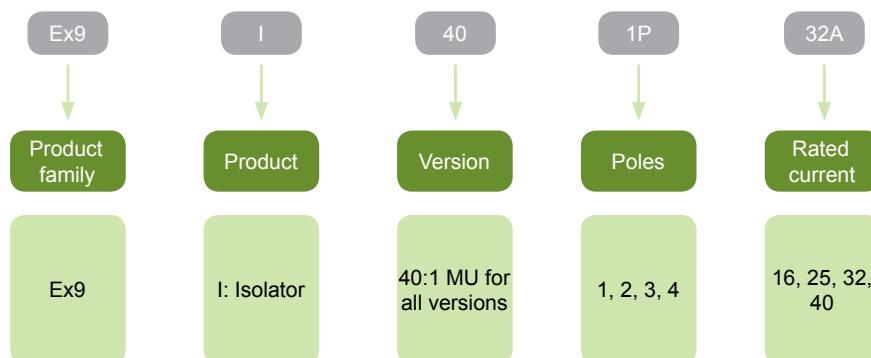 Ex9
I
40
1P
32A
Product
family
Product
Version
Poles
Rated
current
Ex9
I: Isolator
40:1 MU for
all versions
1, 2, 3, 4
16, 25, 32,
40